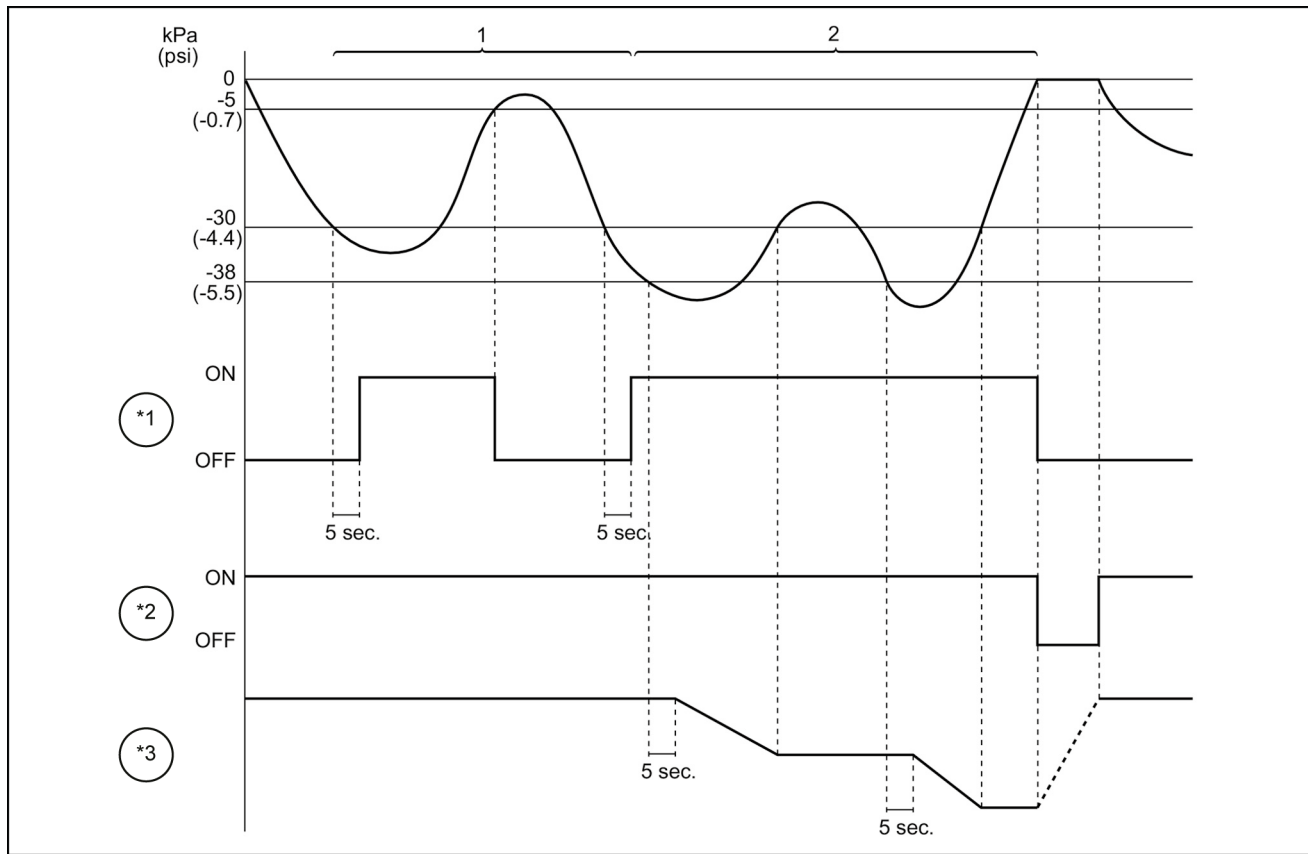 kPa
(psi)
1
2
0
-5
(-0.7)
-30
(-4.4)
-38
(-5.5)
ON
*1
OFF
5 sec.
5 sec.
ON
*2
OFF
*3
5 sec.
5 sec.